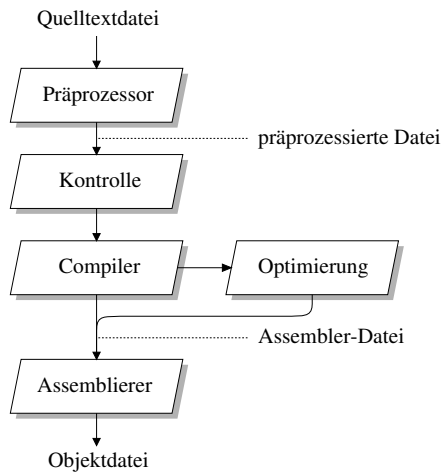 Quelltextdatei
Präprozessor
präprozessierte Datei
Kontrolle
Compiler
Optimierung
Assembler-Datei
Assemblierer
Objektdatei